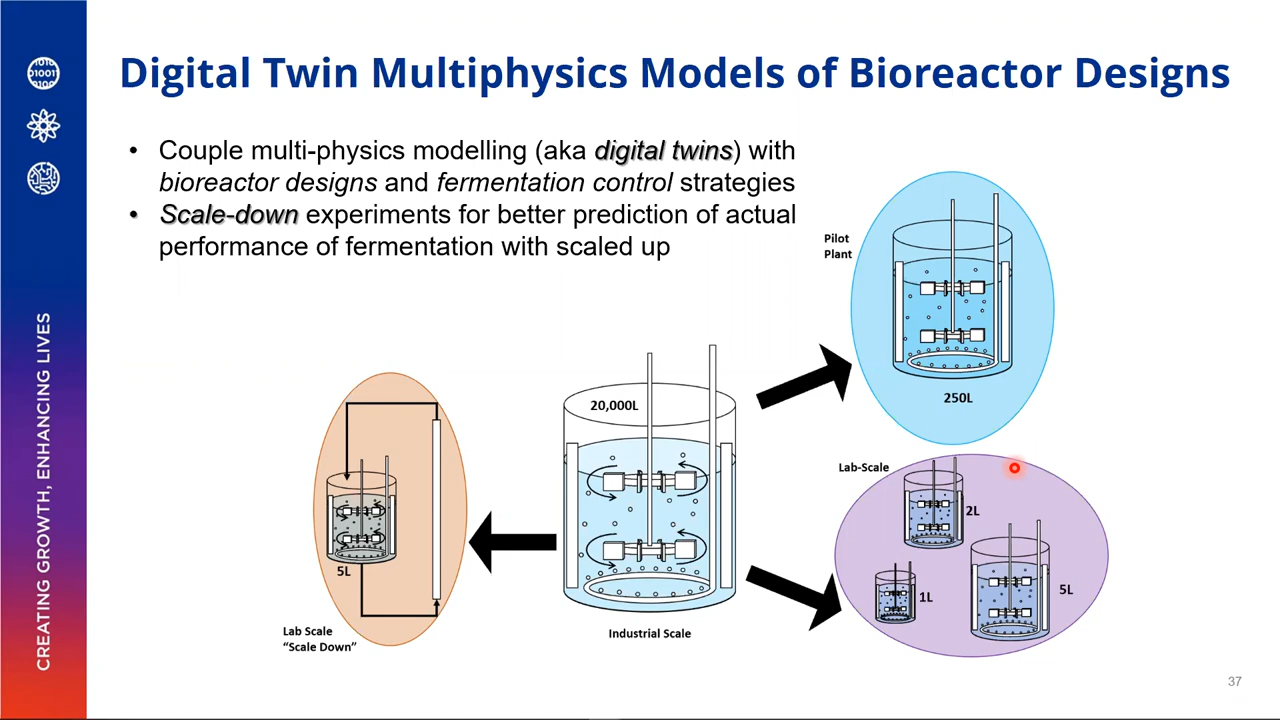 Digital Twin Multiphysics Models of Bioreactor Designs
• Couple multi-physics modelling (aka digital twins) with
bioreactor designs and fermentation control strategies
• Scale-down experiments for better prediction of actual
performance of fermentation with scaled up
Pilot
Plant
250L
20,000L
Industrial Scale
5L
Lab Scale
“Scale Down”
Lab-Scale
2L
1L
5L
CREATING GROWTH, ENHANCING LIVES
37